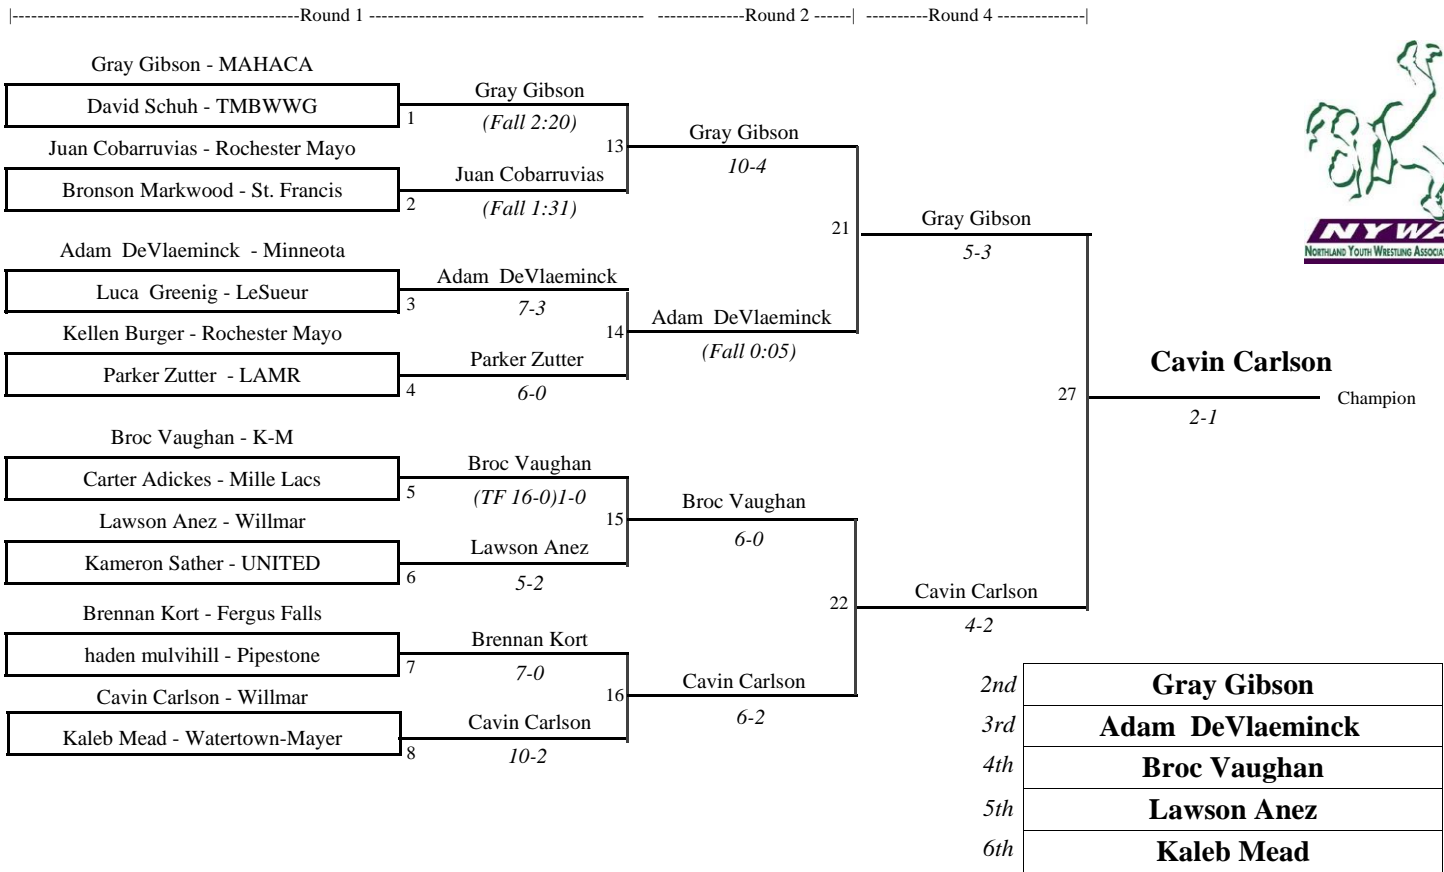 |--------------------------------------------Round 1 ------------------------------------------ --------------Round 2 ------| ----------Round 4 --------------|
Gray Gibson - MAHACA
David Schuh - TMBWWG
1
Juan Cobarruvias - Rochester Mayo
Bronson Markwood - St. Francis
2
Adam DeVlaeminck - Minneota
Luca Greenig - LeSueur
3
Kellen Burger - Rochester Mayo
Parker Zutter - LAMR
4
Broc Vaughan - K-M
Carter Adickes - Mille Lacs
5
Lawson Anez - Willmar
Kameron Sather - UNITED
6
Brennan Kort - Fergus Falls
haden mulvihill - Pipestone
7
Cavin Carlson - Willmar
Kaleb Mead - Watertown-Mayer
8
Gray Gibson
(Fall 2:20)
13
Juan Cobarruvias
(Fall 1:31)
Adam DeVlaeminck
7-3
14
Parker Zutter
6-0
Broc Vaughan
(TF 16-0)1-0
15
Lawson Anez
5-2
Brennan Kort
7-0
16
Cavin Carlson
10-2
Gray Gibson
10-4
21
Adam DeVlaeminck
(Fall 0:05)
Broc Vaughan
6-0
22
Cavin Carlson
6-2
Gray Gibson
5-3
27
Cavin Carlson
4-2
Cavin Carlson
Champion
2-1
NYWA
NORTHLAND YOUTH WRESTLING
2nd Gray Gibson
3rd Adam DeVlaeminck
4th Broc Vaughan
5th Lawson Anez
6th Kaleb Mead